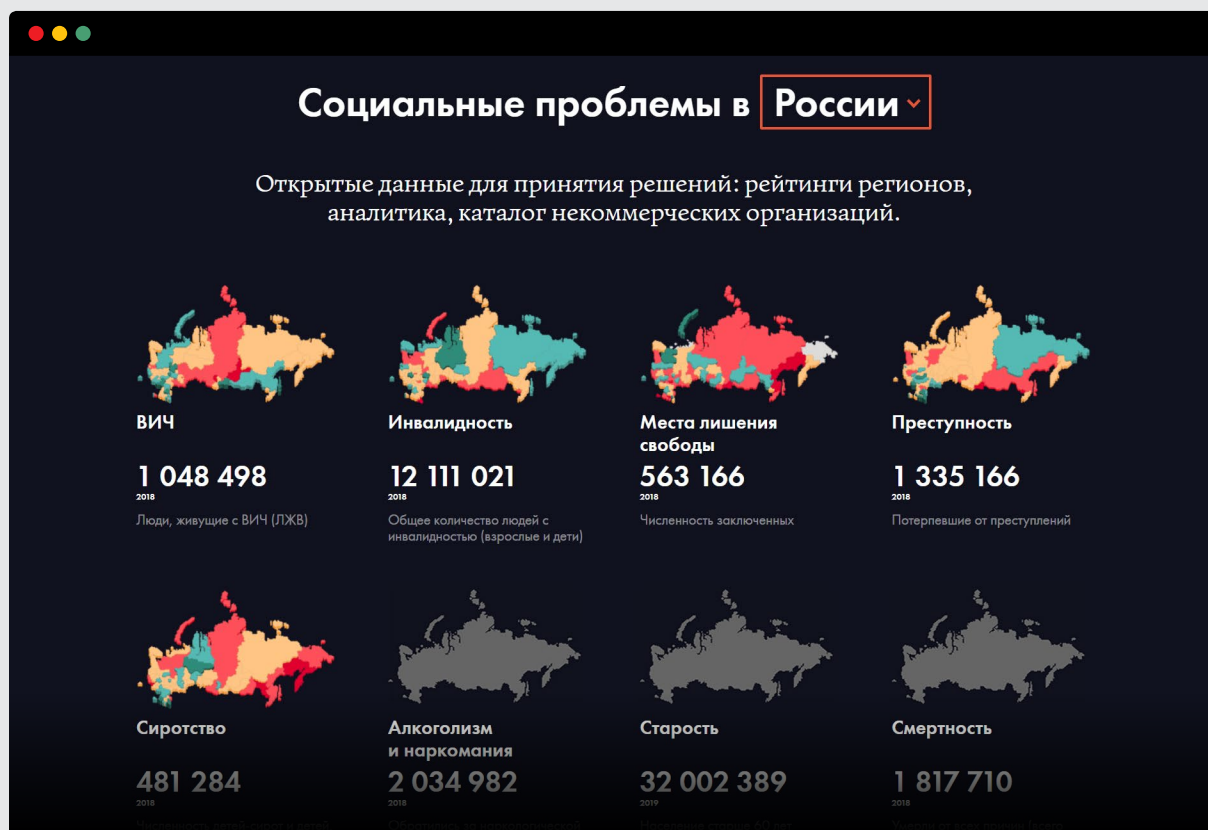 Социальные проблемы в России
Открытые данные для принятия решений: рейтинги регионов,
аналитика, каталог некоммерческих организаций.
ВИЧ
1 048 498
2018
Люди, живущие с ВИЧ (ЛЖВ)
Инвалидность
12 111 021
2018
Общее количество людей с
инвалидностью (взрослые и дети)
Места лишения
свободы
563 166
2018
Численность заключенных
Преступность
1 335 166
2018
Потерпевшие от преступлений
Сиротство
481 284
2018
Алкоголизм
и наркомания
2 034 982
2018
Старость
32 002 389
2019
Смертность
1 817 710
2018